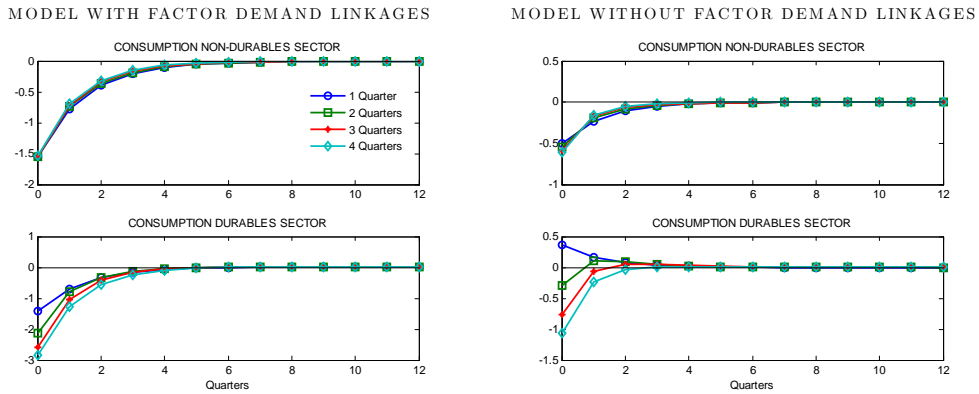 MODEL WITH FACTOR DEMAND LINKAGES
CONSUMPTION NON-DURABLES SECTOR
0
-0.5
-1
-1.5
-2
0 2 4 6 8 10 12
1 Quarter
2 Quarters
3 Quarters
4 Quarters
CONSUMPTION DURABLES SECTOR
1
0
-1
-2
-3
0 2 4 6 8 10 12
Quarters
MODEL WITHOUT FACTOR DEMAND LINKAGES
CONSUMPTION NON-DURABLES SECTOR
0.5
0
-0.5
-1
0 2 4 6 8 10 12
CONSUMPTION DURABLES SECTOR
0.5
0
-0.5
-1
-1.5
0 2 4 6 8 10 12
Quarters